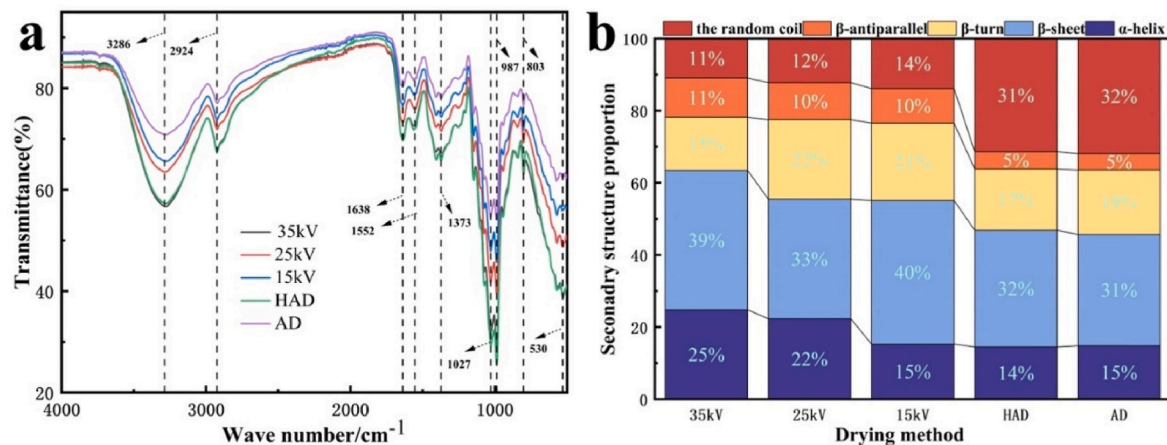 a
3286
2924
987
803
1638
1552
1373
1027
530
35kV
25kV
15kV
HAD
AD
Transmittance(%)
80
60
40
20
4000 3000 2000 1000
Wave number/cm⁻¹
b
the random coil β-antiparallel β-turn β-sheet α-helix
Seconadry structure proportion
100
80
60
40
20
0
11% 12% 14% 31% 32%
11% 10% 10% 5% 5%
15% 22% 21% 17% 18%
39% 33% 40% 32% 31%
25% 22% 15% 14% 15%
35kV 25kV 15kV HAD AD
Drying method